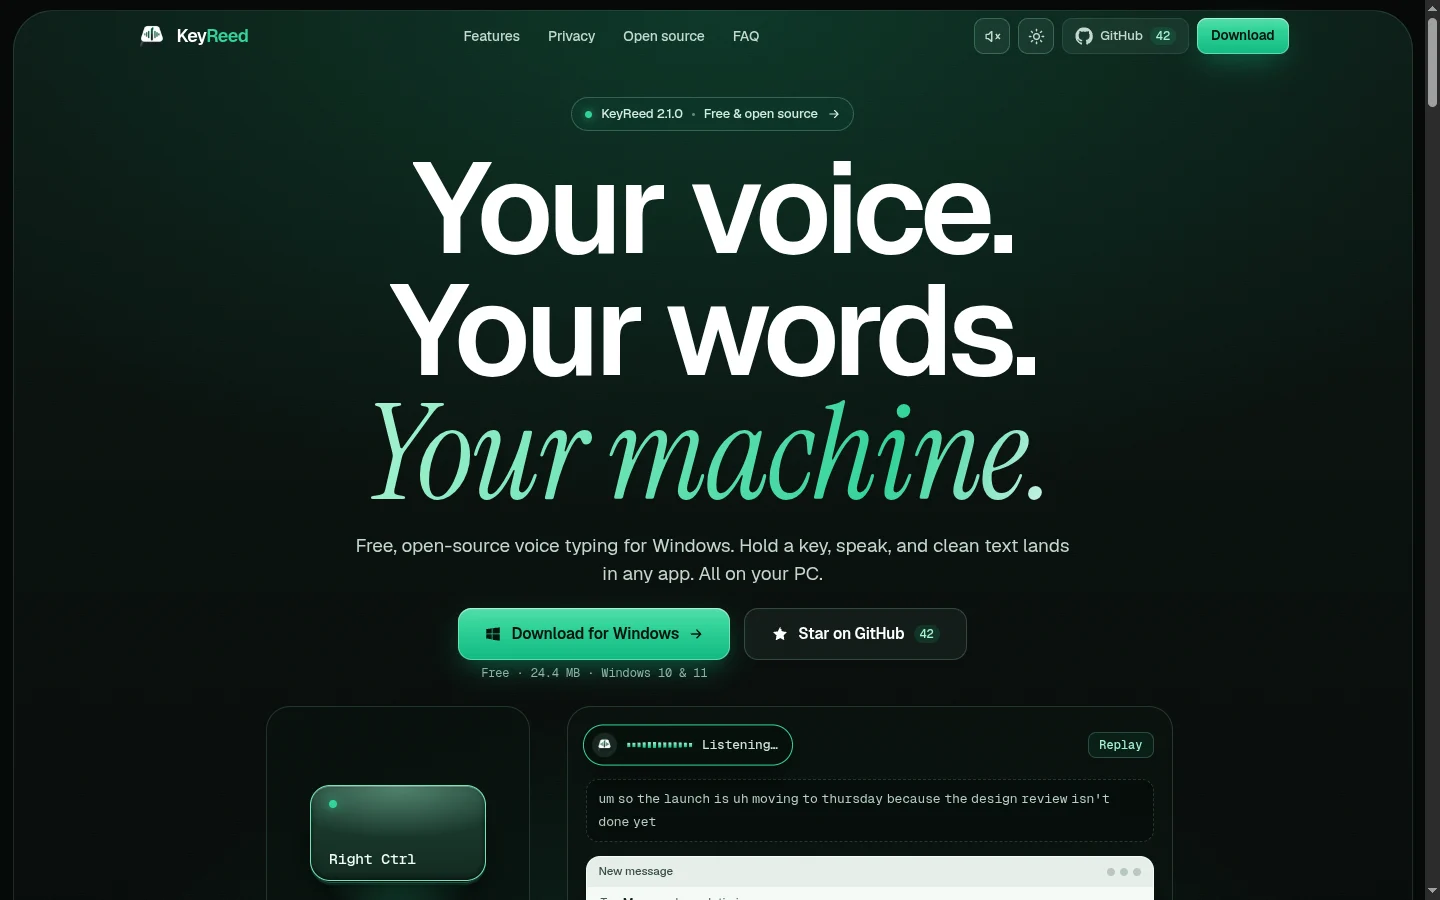 KeyReed
Features
Privacy
Open source
FAQ
GitHub 42
Download
KeyReed 2.1.0 · Free & open source →
Your voice.
Your words.
Your machine.
Free, open-source voice typing for Windows. Hold a key, speak, and clean text lands
in any app. All on your PC.
Download for Windows →
Star on GitHub 42
Free · 24.4 MB · Windows 10 & 11
Right Ctrl
Listening…
Replay
um so the launch is uh moving to thursday because the design review isn't
done yet
New message